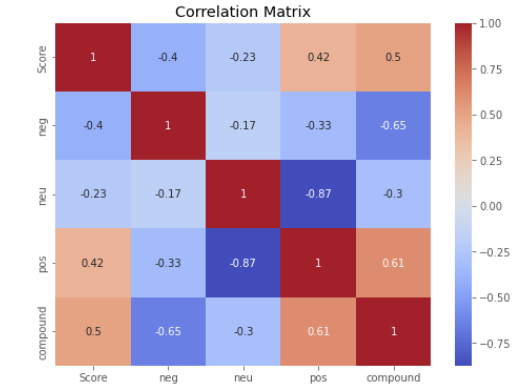 Correlation Matrix
Score 1 -0.4 -0.23 0.42 0.5
neg -0.4 1 -0.17 -0.33 -0.65
neu -0.23 -0.17 1 -0.87 -0.3
pos 0.42 -0.33 -0.87 1 0.61
compound 0.5 -0.65 -0.3 0.61 1
Score neg neu pos compound
1.00
0.75
0.50
0.25
0.00
−0.25
−0.50
−0.75